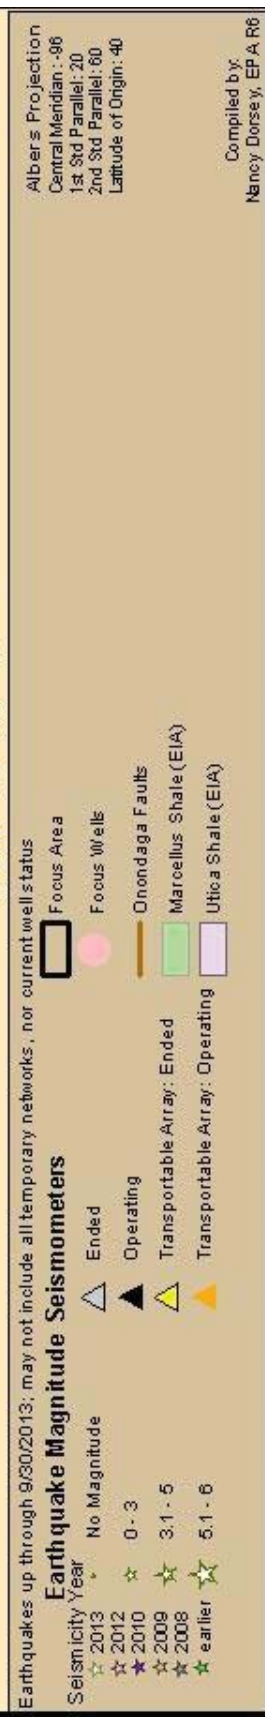 Earthquakes up through 9/30/2013; may not include all temporary networks, nor current well status
Earthquake Magnitude
Seismicity Year
2013
2012
2010
2009
2008
earlier
No Magnitude
0 - 3
3.1 - 5
5.1 - 6
Seismometers
Ended
Operating
Transportable Array: Ended
Transportable Array: Operating
Focus Area
Focus Wells
Onondaga Faults
Marcellus Shale (EIA)
Utica Shale (EIA)
Albers Projection
Central Meridian: -96
1st Std Parallel: 20
2nd Std Parallel: 60
Latitude of Origin: 40
Compiled by:
Nancy Dorsey, EPA R6